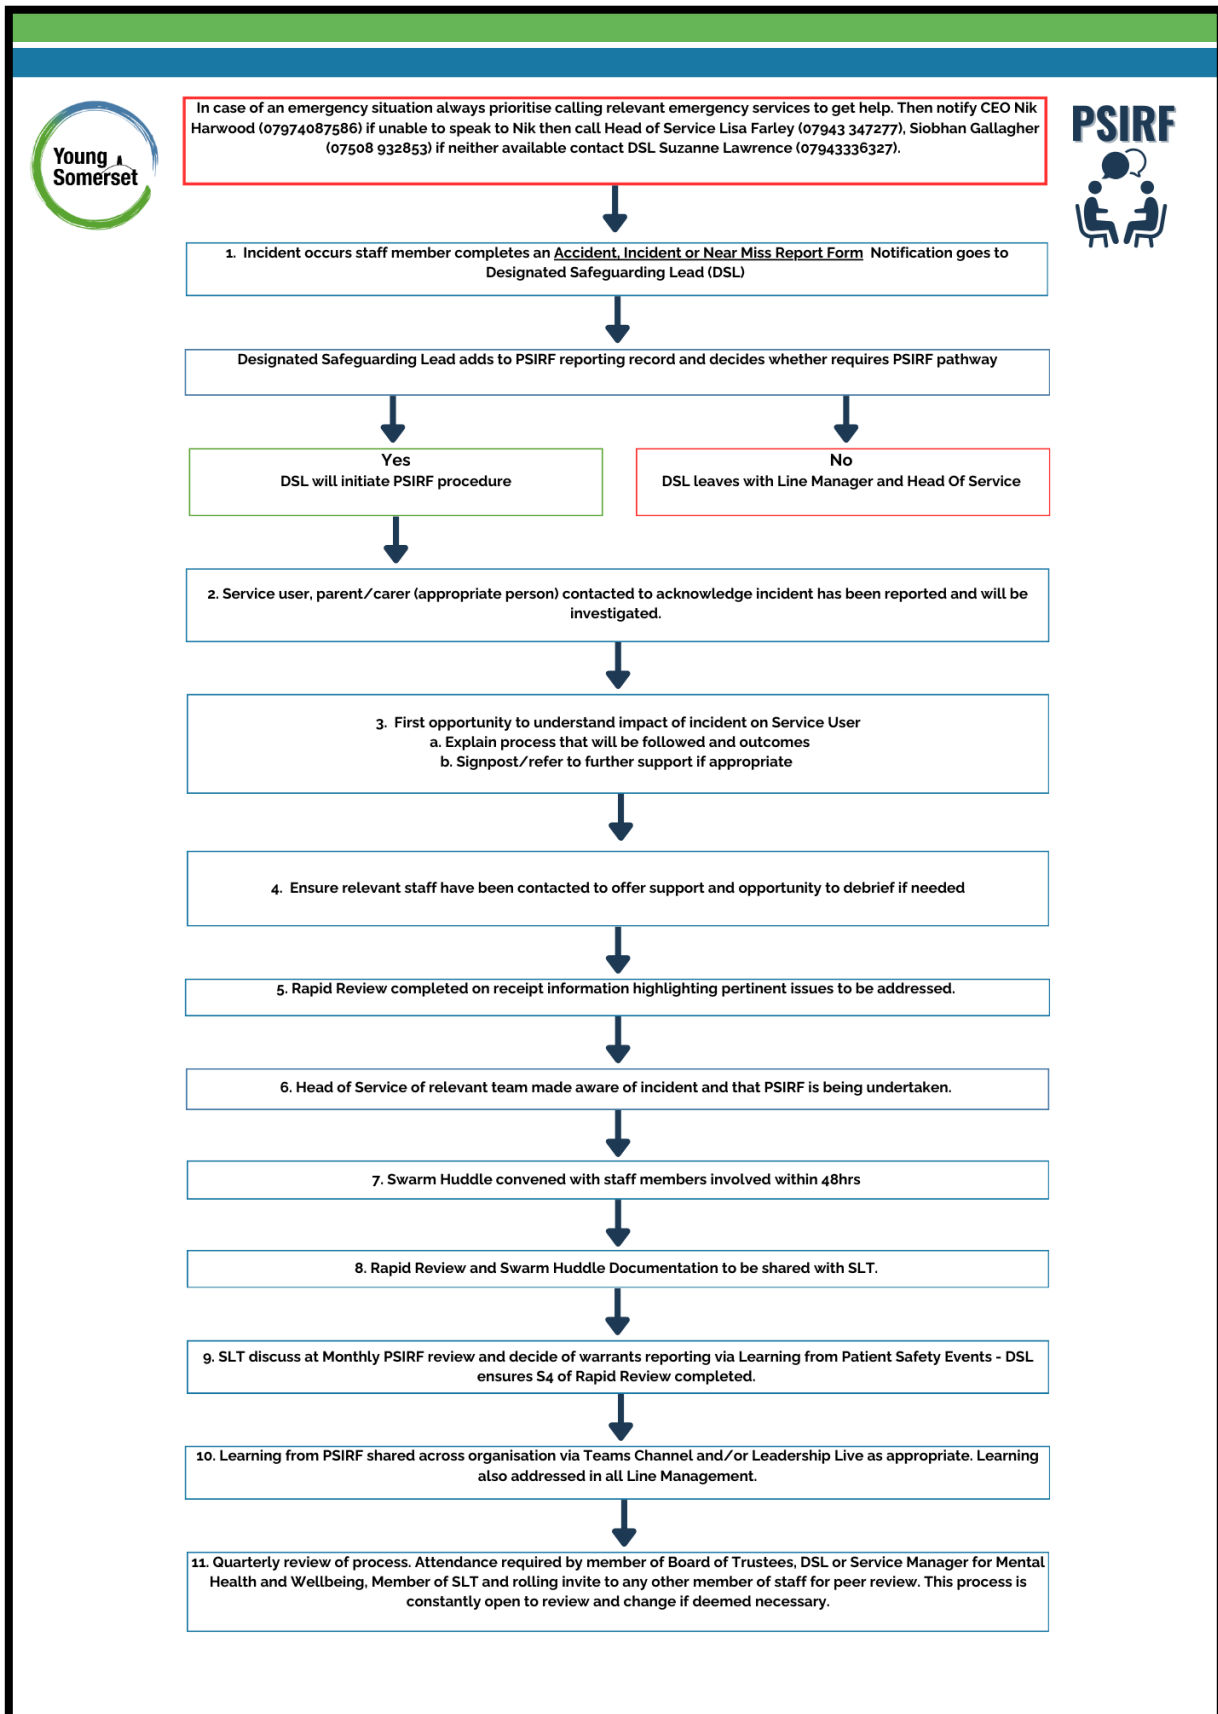 In case of an emergency situation always prioritise calling relevant emergency services to get help. Then notify CEO Nik
Harwood (07974087586) if unable to speak to Nik then call Head of Service Lisa Farley (07943 347277), Siobhan Gallagher
(07508 932853) if neither available contact DSL Suzanne Lawrence (07943336327).
Young
Somerset
PSIRF
1. Incident occurs staff member completes an Accident, Incident or Near Miss Report Form Notification goes to
Designated Safeguarding Lead (DSL)
Designated Safeguarding Lead adds to PSIRF reporting record and decides whether requires PSIRF pathway
Yes
DSL will initiate PSIRF procedure
No
DSL leaves with Line Manager and Head Of Service
2. Service user, parent/carer (appropriate person) contacted to acknowledge incident has been reported and will be
investigated.
3. First opportunity to understand impact of incident on Service User
a. Explain process that will be followed and outcomes
b. Signpost/refer to further support if appropriate
4. Ensure relevant staff have been contacted to offer support and opportunity to debrief if needed
5. Rapid Review completed on receipt information highlighting pertinent issues to be addressed.
6. Head of Service of relevant team made aware of incident and that PSIRF is being undertaken.
7. Swarm Huddle convened with staff members involved within 48hrs
8. Rapid Review and Swarm Huddle Documentation to be shared with SLT.
9. SLT discuss at Monthly PSIRF review and decide of warrants reporting via Learning from Patient Safety Events - DSL
ensures S4 of Rapid Review completed.
10. Learning from PSIRF shared across organisation via Teams Channel and/or Leadership Live as appropriate. Learning
also addressed in all Line Management.
11. Quarterly review of process. Attendance required by member of Board of Trustees, DSL or Service Manager for Mental
Health and Wellbeing, Member of SLT and rolling invite to any other member of staff for peer review. This process is
constantly open to review and change if deemed necessary.